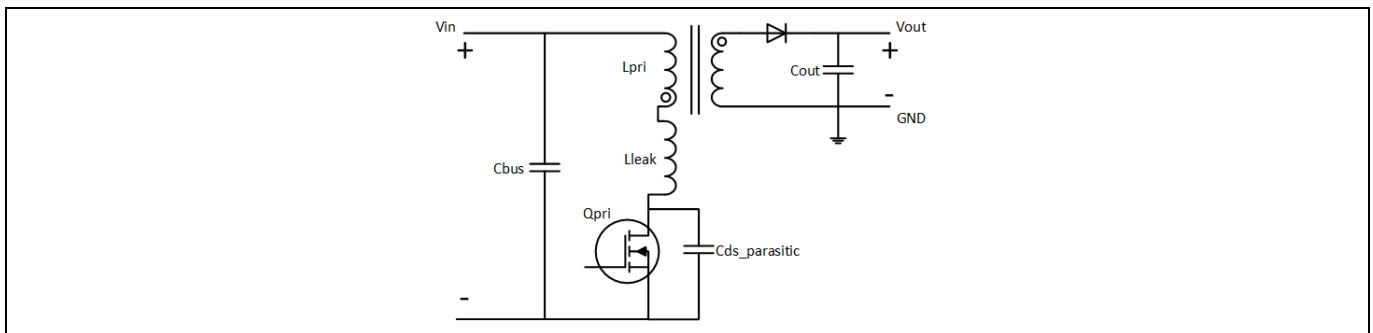 Vin
+
Vout
+
Lpri
Cout
-
GND
Lleak
Cbus
Qpri
Cds_parasitic
-